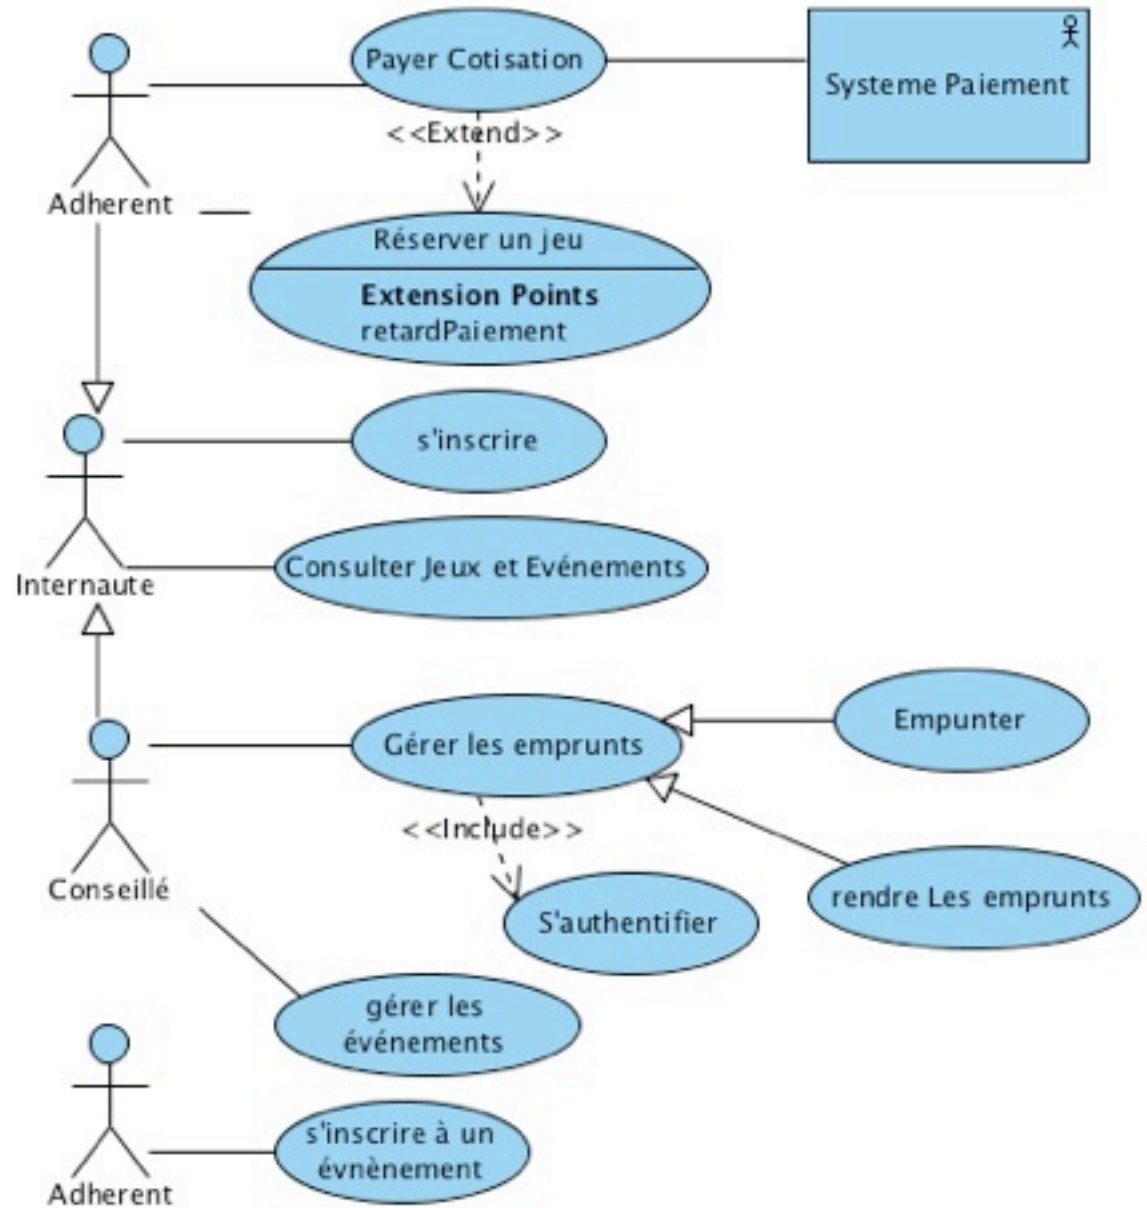 Payer Cotisation
Systeme Paiement
<<Extend>>
Adherent
Réserver un jeu
Extension Points
retardPaiement
s'inscrire
Consulter Jeux et Evénements
Internaute
Empunter
Gérer les emprunts
<<Include>>
Conseillé
rendre Les emprunts
S'authentifier
gérer les
événements
s'inscrire à un
évnènement
Adherent